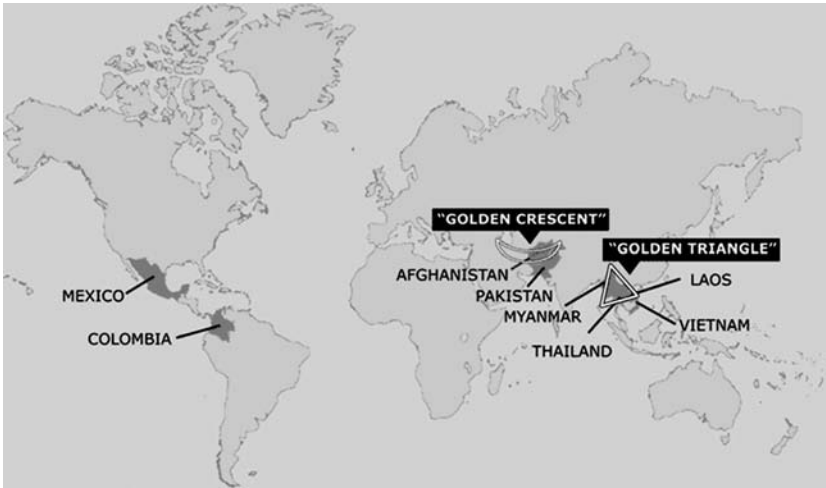 "GOLDEN CRESCENT"
"GOLDEN TRIANGLE"
AFGHANISTAN
LAOS
MEXICO
PAKISTAN
MYANMAR
VIETNAM
COLOMBIA
THAILAND